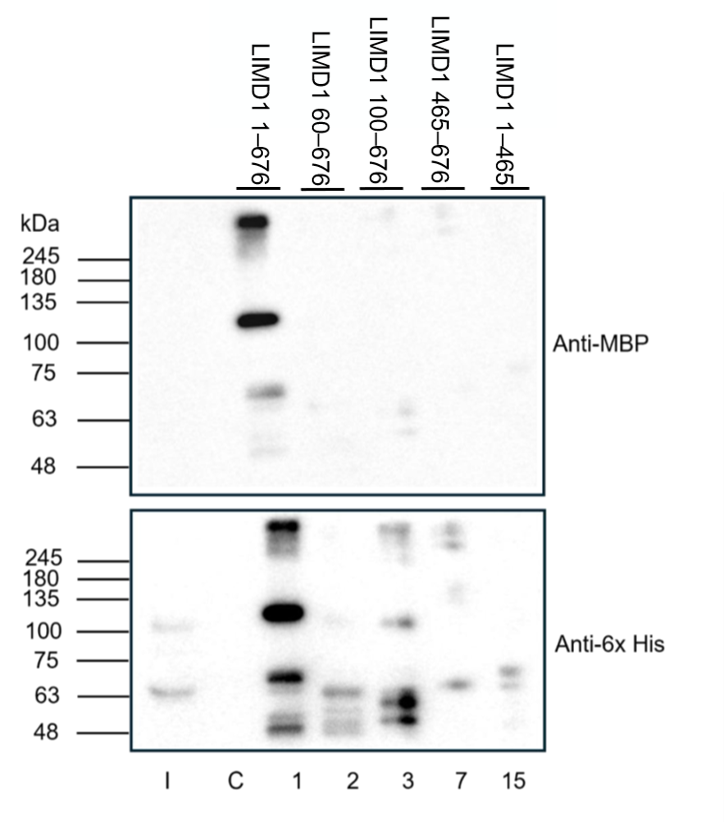 LIMD1 1–676
LIMD1 60–676
LIMD1 100–676
LIMD1 465–676
LIMD1 1–465
kDa
245
180
135
100
75
63
48
Anti-MBP
245
180
135
100
75
63
48
Anti-6x His
I C 1 2 3 7 15